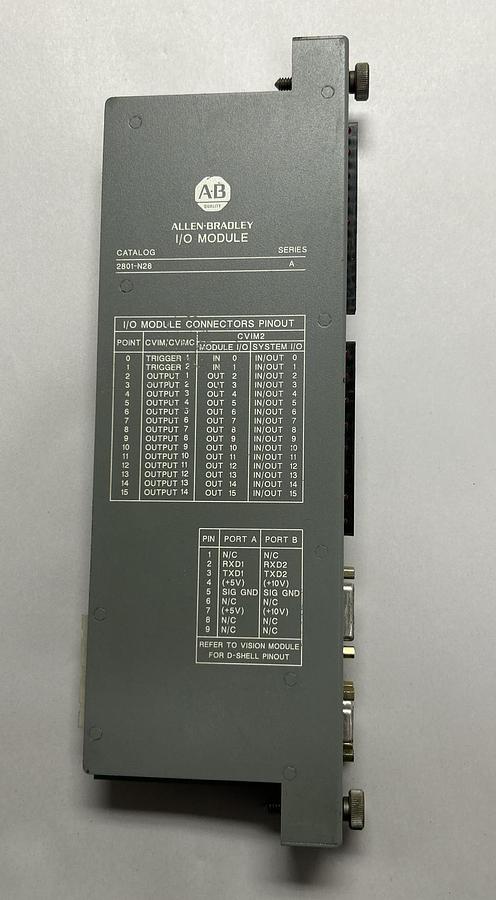 A·B
QUALITY
ALLEN-BRADLEY
I/O MODULE
CATALOG SERIES
2801-N28 A
I/O MODULE CONNECTORS PINOUT
POINT CVIM/CVIMC CVIM2
MODULE I/O SYSTEM I/O
0 TRIGGER 1 IN 0 IN/OUT 0
1 TRIGGER 2 IN 1 IN/OUT 1
2 OUTPUT 1 OUT 2 IN/OUT 2
3 OUTPUT 2 OUT 3 IN/OUT 3
4 OUTPUT 3 OUT 4 IN/OUT 4
5 OUTPUT 4 OUT 5 IN/OUT 5
6 OUTPUT 5 OUT 6 IN/OUT 6
7 OUTPUT 6 OUT 7 IN/OUT 7
8 OUTPUT 7 OUT 8 IN/OUT 8
9 OUTPUT 8 OUT 9 IN/OUT 9
10 OUTPUT 9 OUT 10 IN/OUT 10
11 OUTPUT 10 OUT 11 IN/OUT 11
12 OUTPUT 11 OUT 12 IN/OUT 12
13 OUTPUT 12 OUT 13 IN/OUT 13
14 OUTPUT 13 OUT 14 IN/OUT 14
15 OUTPUT 14 OUT 15 IN/OUT 15
PIN PORT A PORT B
1 N/C N/C
2 RXD1 RXD2
3 TXD1 TXD2
4 (+5V) (+10V)
5 SIG GND SIG GND
6 N/C N/C
7 (+5V) (+10V)
8 N/C N/C
9 N/C N/C
REFER TO VISION MODULE
FOR D-SHELL PINOUT